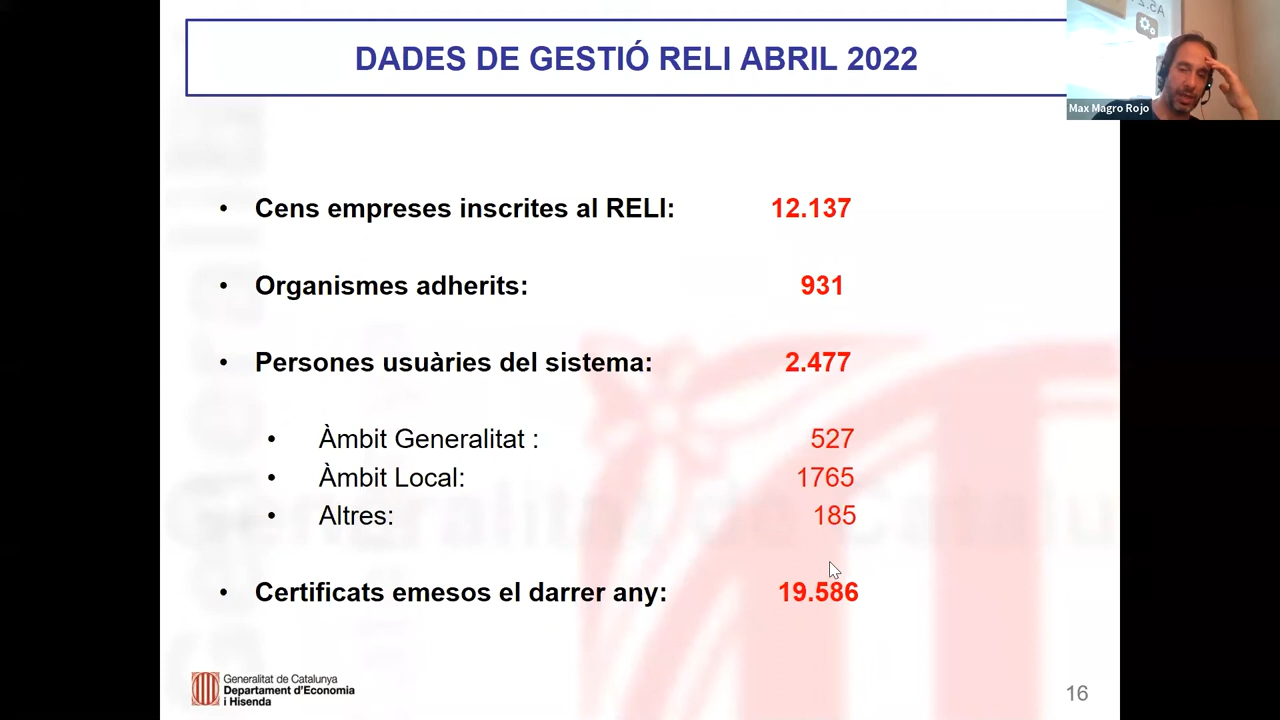 DADES DE GESTIÓ RELI ABRIL 2022
Max Magro Rojo
• Cens empreses inscrites al RELI: 12.137
• Organismes adherits: 931
• Persones usuàries del sistema: 2.477
• Àmbit Generalitat : 527
• Àmbit Local: 1765
• Altres: 185
• Certificats emesos el darrer any: 19.586
Generalitat de Catalunya
Departament d'Economia
i Hisenda
16